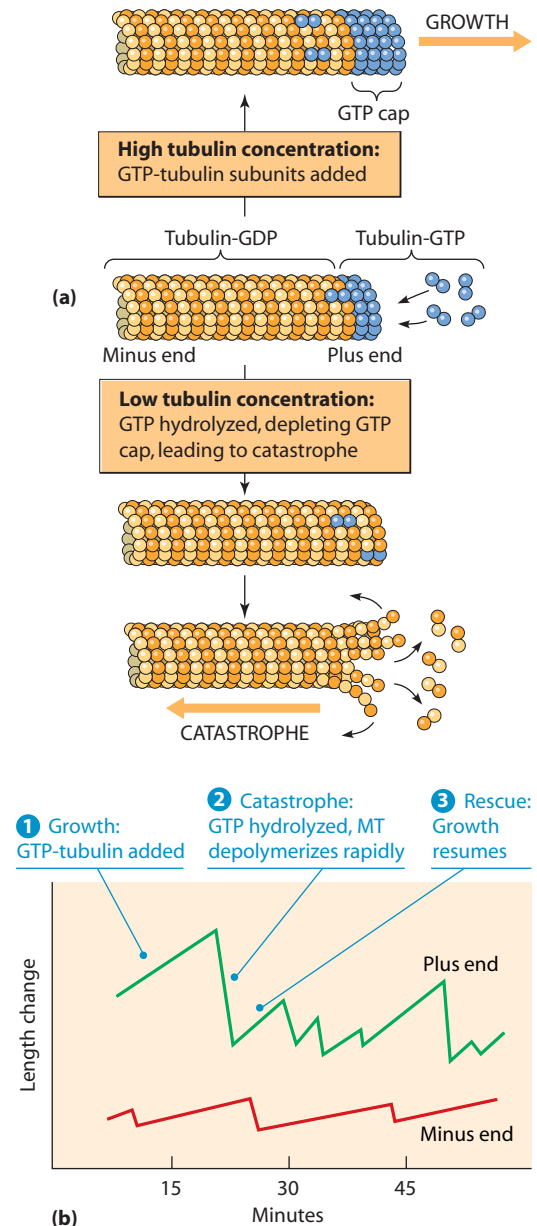 GROWTH
GTP cap
High tubulin concentration:
GTP-tubulin subunits added
Tubulin-GDP
Tubulin-GTP
(a)
Minus end
Plus end
Low tubulin concentration:
GTP hydrolyzed, depleting GTP
cap, leading to catastrophe
CATASTROPHE
1 Growth:
GTP-tubulin added
2 Catastrophe:
GTP hydrolyzed, MT
depolymerizes rapidly
3 Rescue:
Growth
resumes
Length change
Plus end
Minus end
15
30
45
Minutes
(b)